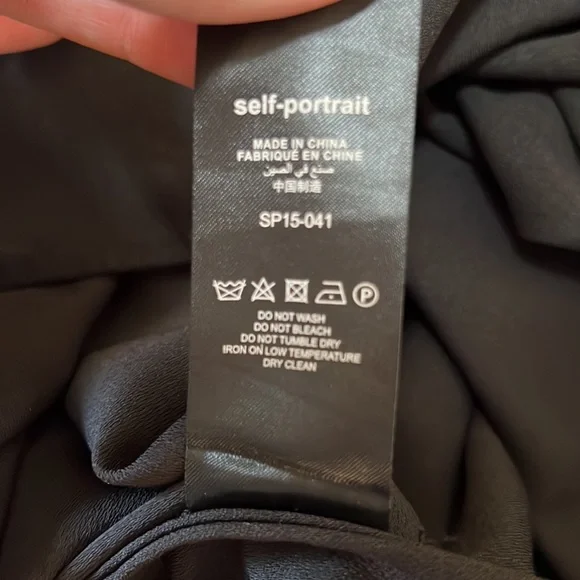 self-portrait
MADE IN CHINA
FABRIQUÉ EN CHINE
صنع في الصين
中国制造
SP15-041
P
DO NOT WASH
DO NOT BLEACH
DO NOT TUMBLE DRY
IRON ON LOW TEMPERATURE
DRY CLEAN